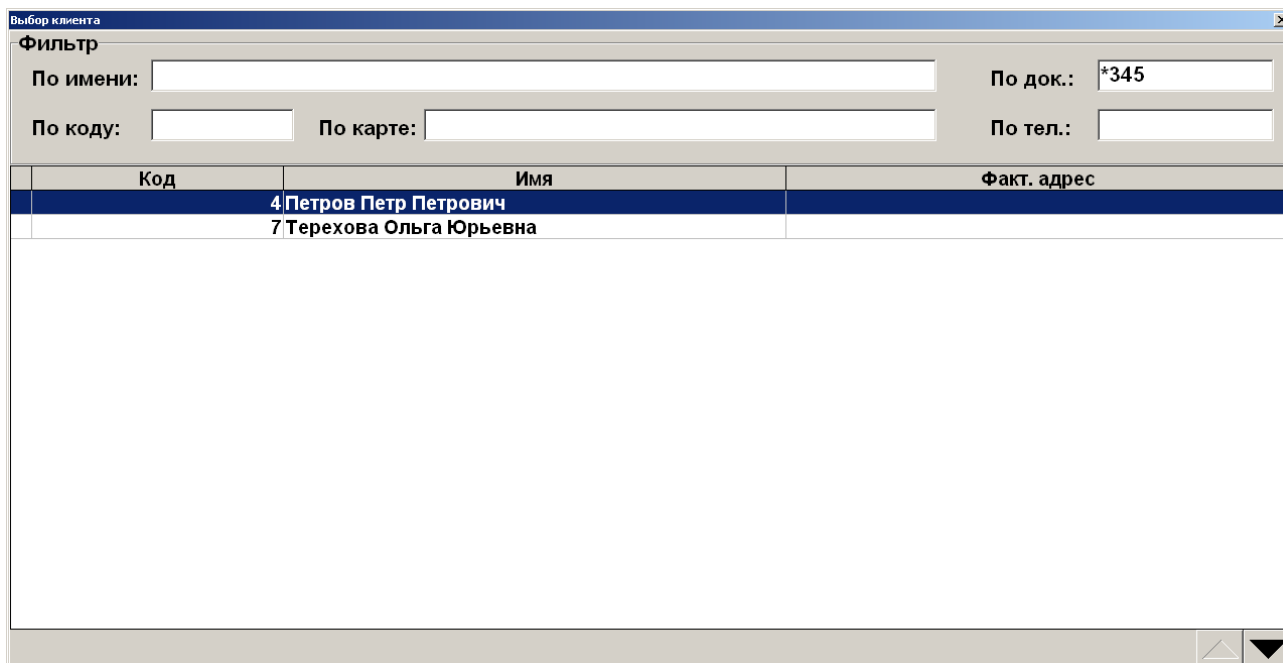 Выбор клиента
Фильтр
По имени: По док.: *345
По коду: По карте: По тел.:
Код Имя Факт. адрес
4 Петров Петр Петрович
7 Терехова Ольга Юрьевна